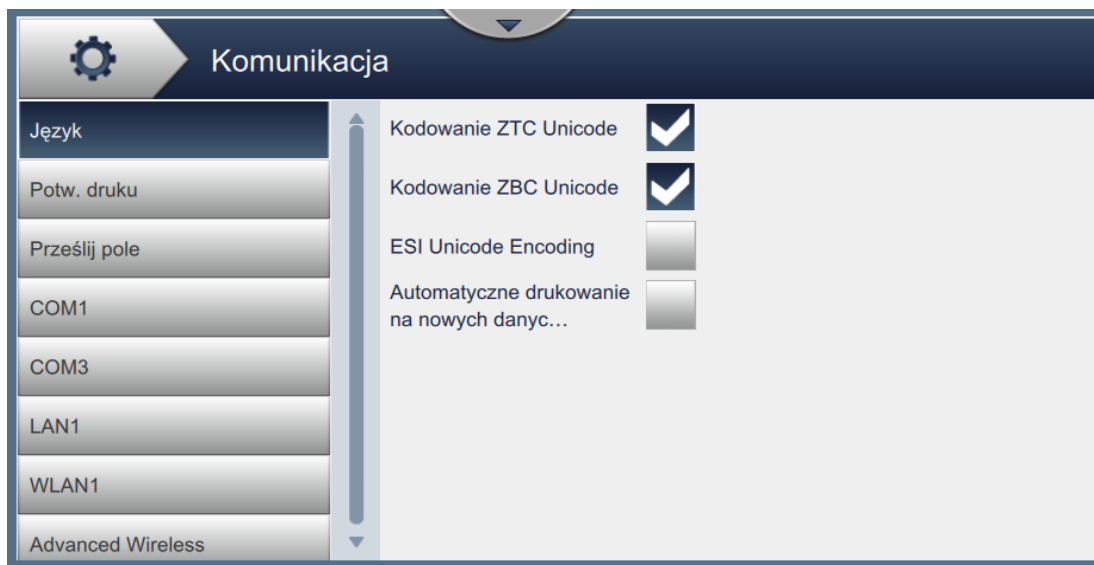 Komunikacja
Język
Potw. druku
Prześlij pole
COM1
COM3
LAN1
WLAN1
Advanced Wireless
Kodowanie ZTC Unicode
Kodowanie ZBC Unicode
ESI Unicode Encoding
Automatyczne drukowanie
na nowych danyc…